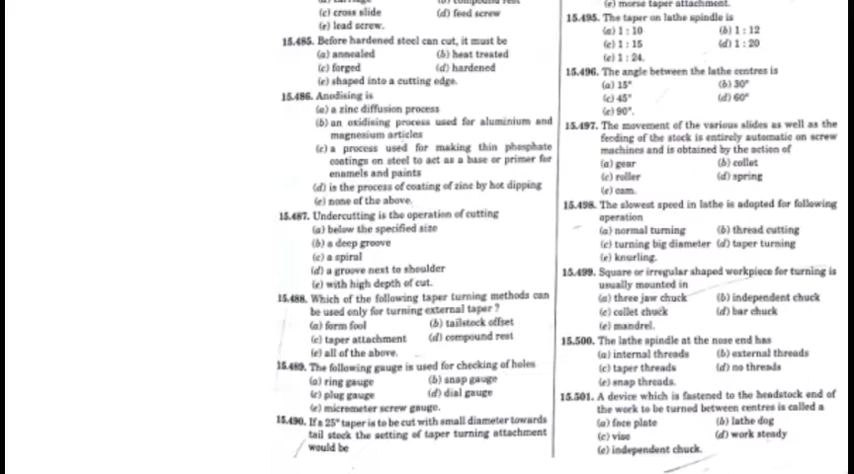 (c) cross slide (d) feed screw
(e) lead screw.
15.485. Before hardened steel can cut, it must be
(a) annealed (b) heat treated
(c) forged (d) hardened
(e) shaped into a cutting edge.
15.486. Anodising is
(a) a zinc diffusion process
(b) an oxidising process used for aluminium and
magnesium articles
(c) a process used for making thin phosphate
coatings on steel to act as a base or primer for
enamels and paints
(d) is the process of coating of zinc by hot dipping
(e) none of the above.
15.487. Undercutting is the operation of cutting
(a) below the specified size
(b) a deep groove
(c) a spiral
(d) a groove next to shoulder
(e) with high depth of cut.
15.488. Which of the following taper turning methods can
be used only for turning external taper ?
(a) form fool (b) tailstock offset
(c) taper attachment (d) compound rest
(e) all of the above.
15.489. The following gauge is used for checking of holes
(a) ring gauge (b) snap gauge
(c) plug gauge (d) dial gauge
(e) micrometer screw gauge.
15.490. If a 25° taper is to be cut with small diameter towards
tail stock the setting of taper turning attachment
would be
(e) morse taper attachment.
15.495. The taper on lathe spindle is
(a) 1 : 10 (b) 1 : 12
(c) 1 : 15 (d) 1 : 20
(e) 1 : 24.
15.496. The angle between the lathe centres is
(a) 15° (b) 30°
(c) 45° (d) 60°
(e) 90°.
15.497. The movement of the various slides as well as the
feeding of the stock is entirely automatic on screw
machines and is obtained by the action of
(a) gear (b) collet
(c) roller (d) spring
(e) cam.
15.498. The slowest speed in lathe is adopted for following
operation
(a) normal turning (b) thread cutting
(c) turning big diameter (d) taper turning
(e) knurling.
15.499. Square or irregular shaped workpiece for turning is
usually mounted in
(a) three jaw chuck (b) independent chuck
(c) collet chuck (d) bar chuck
(e) mandrel.
15.500. The lathe spindle at the nose end has
(a) internal threads (b) external threads
(c) taper threads (d) no threads
(e) snap threads.
15.501. A device which is fastened to the headstock end of
the work to be turned between centres is called a
(a) face plate (b) lathe dog
(c) vise (d) work steady
(e) independent chuck.